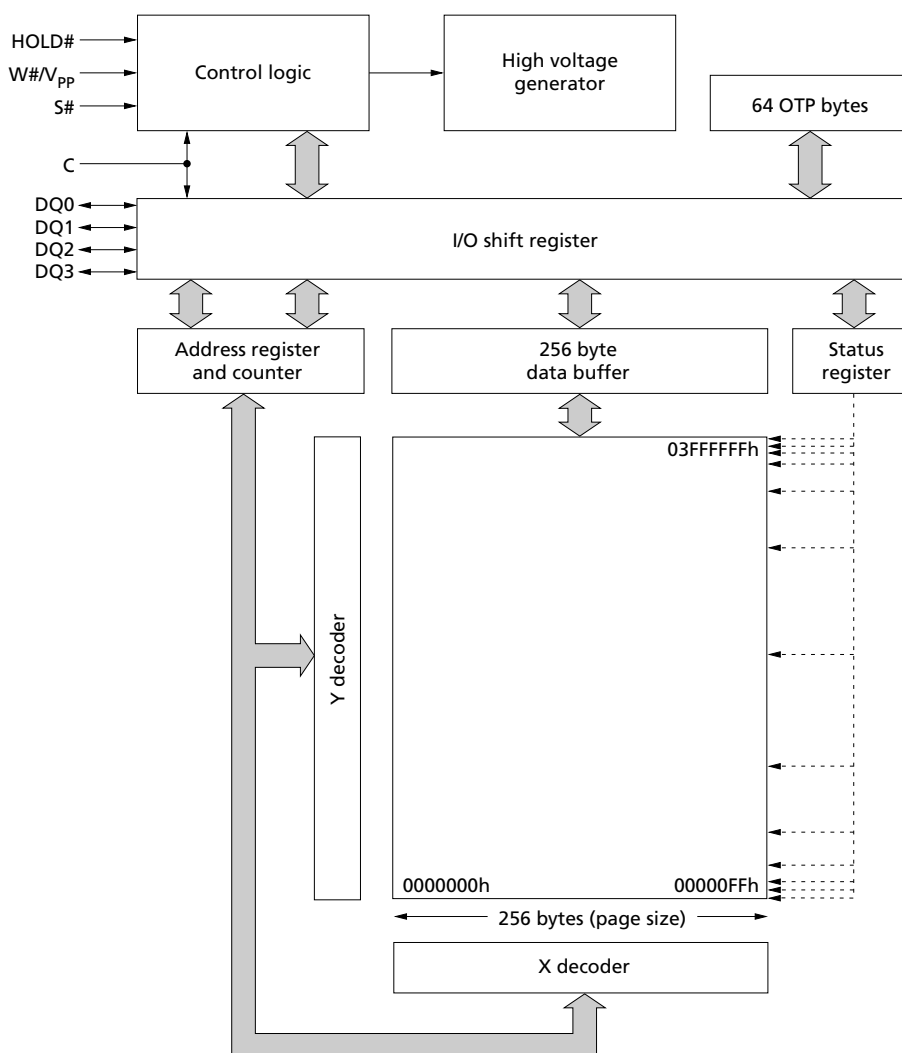 HOLD#
W#/VPP
S#
Control logic
High voltage
generator
64 OTP bytes
C
DQ0
DQ1
DQ2
DQ3
I/O shift register
Address register
and counter
256 byte
data buffer
Status
register
Y decoder
03FFFFFFh
0000000h
00000FFh
256 bytes (page size)
X decoder